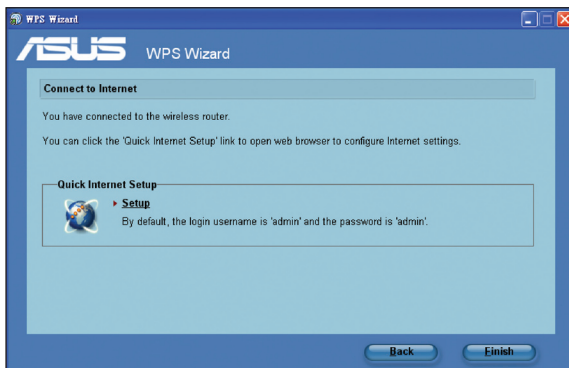 WPS Wizard
ASUS WPS Wizard
Connect to Internet
You have connected to the wireless router.
You can click the 'Quick Internet Setup' link to open web browser to configure Internet settings.
Quick Internet Setup
Setup
By default, the login username is 'admin' and the password is 'admin'.
Back Finish